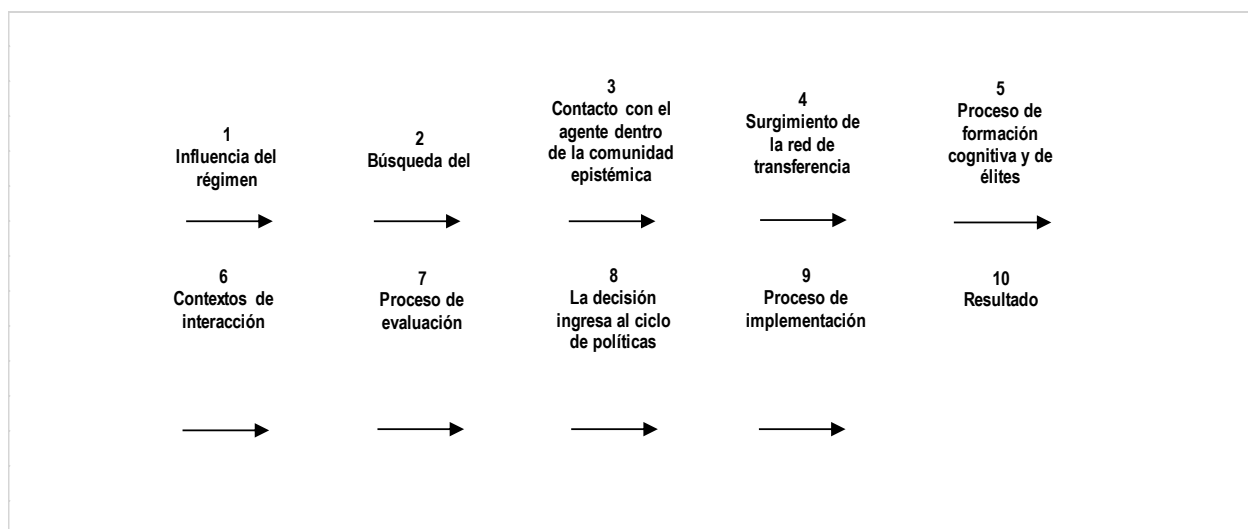 1
Influencia del
régimen
2
Búsqueda del
3
Contacto con el
agente dentro
de la comunidad
epistémica
4
Surgimiento de
la red de
transferencia
5
Proceso de
formación
cognitiva y de
élites
6
Contextos de
interacción
7
Proceso de
evaluación
8
La decisión
ingresa al ciclo
de políticas
9
Proceso de
implementación
10
Resultado